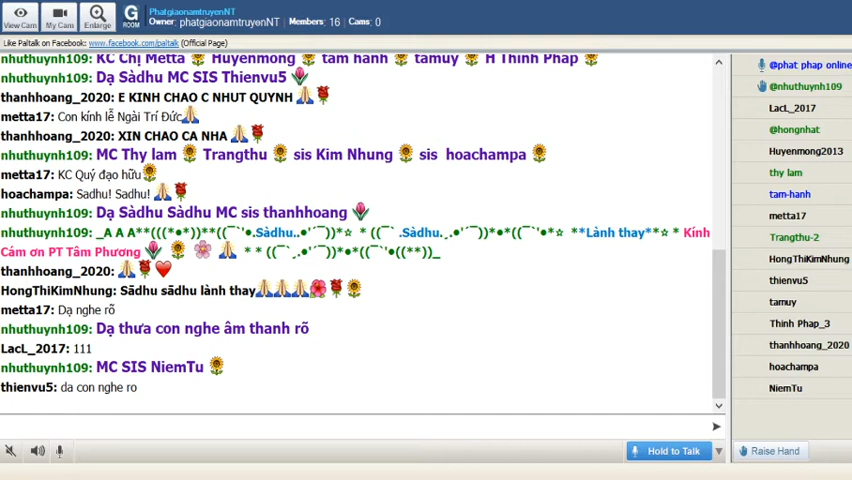 PhatgiaonamtruyenNT
Owner: phatgiaonamtruyenNT | Members: 16 | Cams: 0
View Cam
My Cam
Enlarge
G
ROOM
Like Paltalk on Facebook: www.facebook.com/paltalk (Official Page)
nhuthuynh109: KC Chị Metta Huyenmong tam hanh tamuy H Thinh Phap
nhuthuynh109: Dạ Sàdhu MC SIS Thienvu5
thanhhoang_2020: E KINH CHAO C NHUT QUYNH
metta17: Con kính lễ Ngài Trí Đức
thanhhoang_2020: XIN CHAO CA NHA
nhuthuynh109: MC Thy lam Trangthu sis Kim Nhung sis hoachampa
metta17: KC Quý đạo hữu
hoachampa: Sadhu! Sadhu!
nhuthuynh109: Dạ Sàdhu Sàdhu MC sis thanhhoang
nhuthuynh109: _A A A**(((*•*))**((¯`'•.Sàdhu..•'´¯))*☆ * ((¯`.Sàdhu.¸.•'´¯))*•*((¯`'•*☆ **Lành thay**☆ * Kính
Cám ơn PT Tâm Phương * * ((¯`¸.•'´¯))*•*((¯`'•((**))_
thanhhoang_2020:
HongThiKimNhung: Sādhu sādhu lành thay
metta17: Dạ nghe rõ
nhuthuynh109: Dạ thưa con nghe âm thanh rõ
LacL_2017: 111
nhuthuynh109: MC SIS NiemTu
thienvu5: da con nghe ro
Hold to Talk
@phat phap online
@nhuthuynh109
LacL_2017
@hongnhat
Huyenmong2013
thy lam
tam-hanh
metta17
Trangthu-2
HongThiKimNhung
thienvu5
tamuy
Thinh Phap_3
thanhhoang_2020
hoachampa
NiemTu
Raise Hand